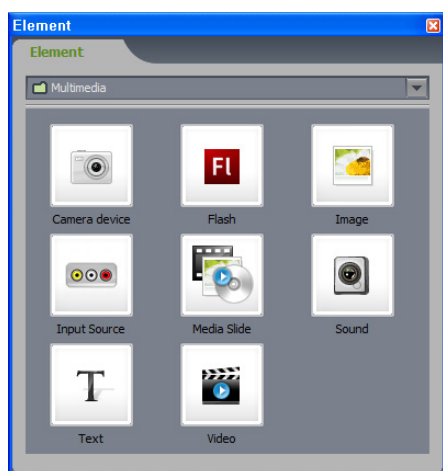 Element
Element
Multimedia
FL
Camera device
Flash
Image
Input Source
Media Slide
Sound
T
Text
Video